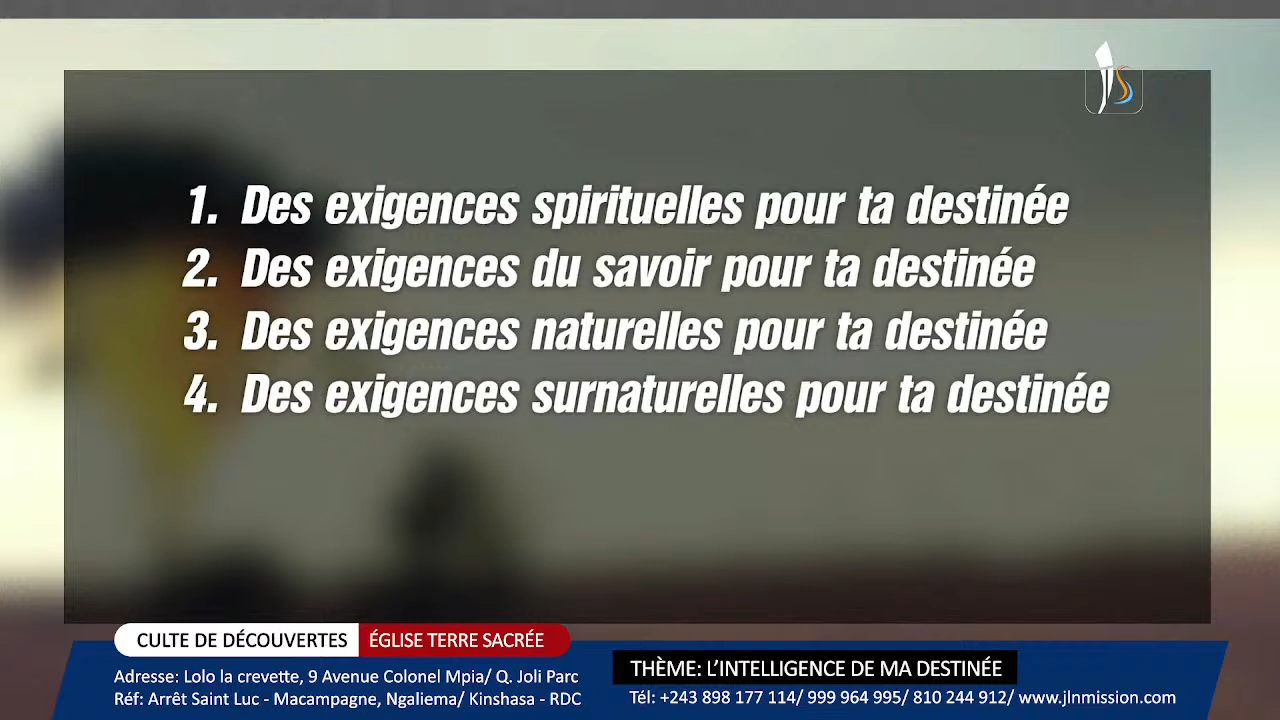 1. Des exigences spirituelles pour ta destinée
2. Des exigences du savoir pour ta destinée
3. Des exigences naturelles pour ta destinée
4. Des exigences surnaturelles pour ta destinée
CULTE DE DÉCOUVERTES ÉGLISE TERRE SACRÉE
Adresse: Lolo la crevette, 9 Avenue Colonel Mpia/ Q. Joli Parc
Réf: Arrêt Saint Luc - Macampagne, Ngaliema/ Kinshasa - RDC
THÈME: L'INTELLIGENCE DE MA DESTINÉE
Tél: +243 898 177 114/ 999 964 995/ 810 244 912/ www.jlnmission.com